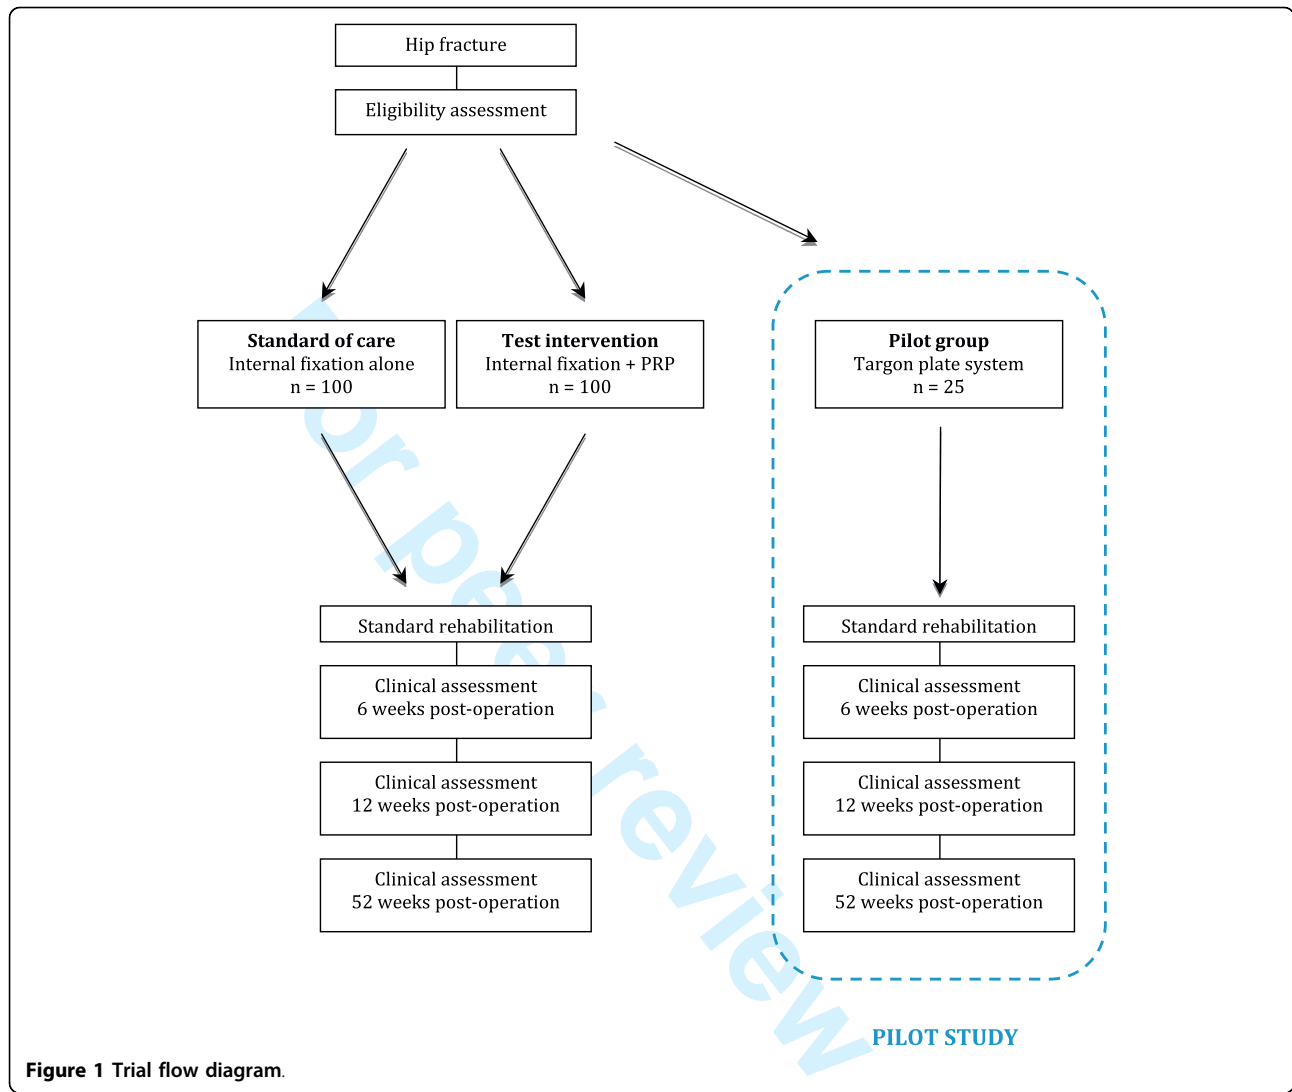 Hip fracture
Eligibility assessment
Standard of care
Internal fixation alone
n = 100
Test intervention
Internal fixation + PRP
n = 100
Pilot group
Targon plate system
n = 25
Standard rehabilitation
Clinical assessment
6 weeks post-operation
Clinical assessment
12 weeks post-operation
Clinical assessment
52 weeks post-operation
Standard rehabilitation
Clinical assessment
6 weeks post-operation
Clinical assessment
12 weeks post-operation
Clinical assessment
52 weeks post-operation
PILOT STUDY
For peer review
Figure 1 Trial flow diagram.